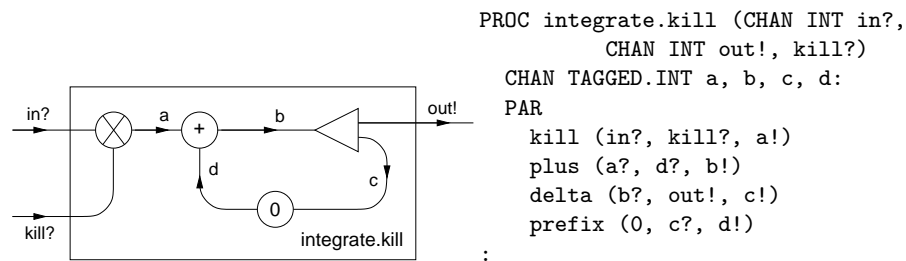 in?
kill?
a
+
b
d
c
0
out!
integrate.kill
PROC integrate.kill (CHAN INT in?,
CHAN INT out!, kill?)
CHAN TAGGED.INT a, b, c, d:
PAR
kill (in?, kill?, a!)
plus (a?, d?, b!)
delta (b?, out!, c!)
prefix (0, c?, d!)
: